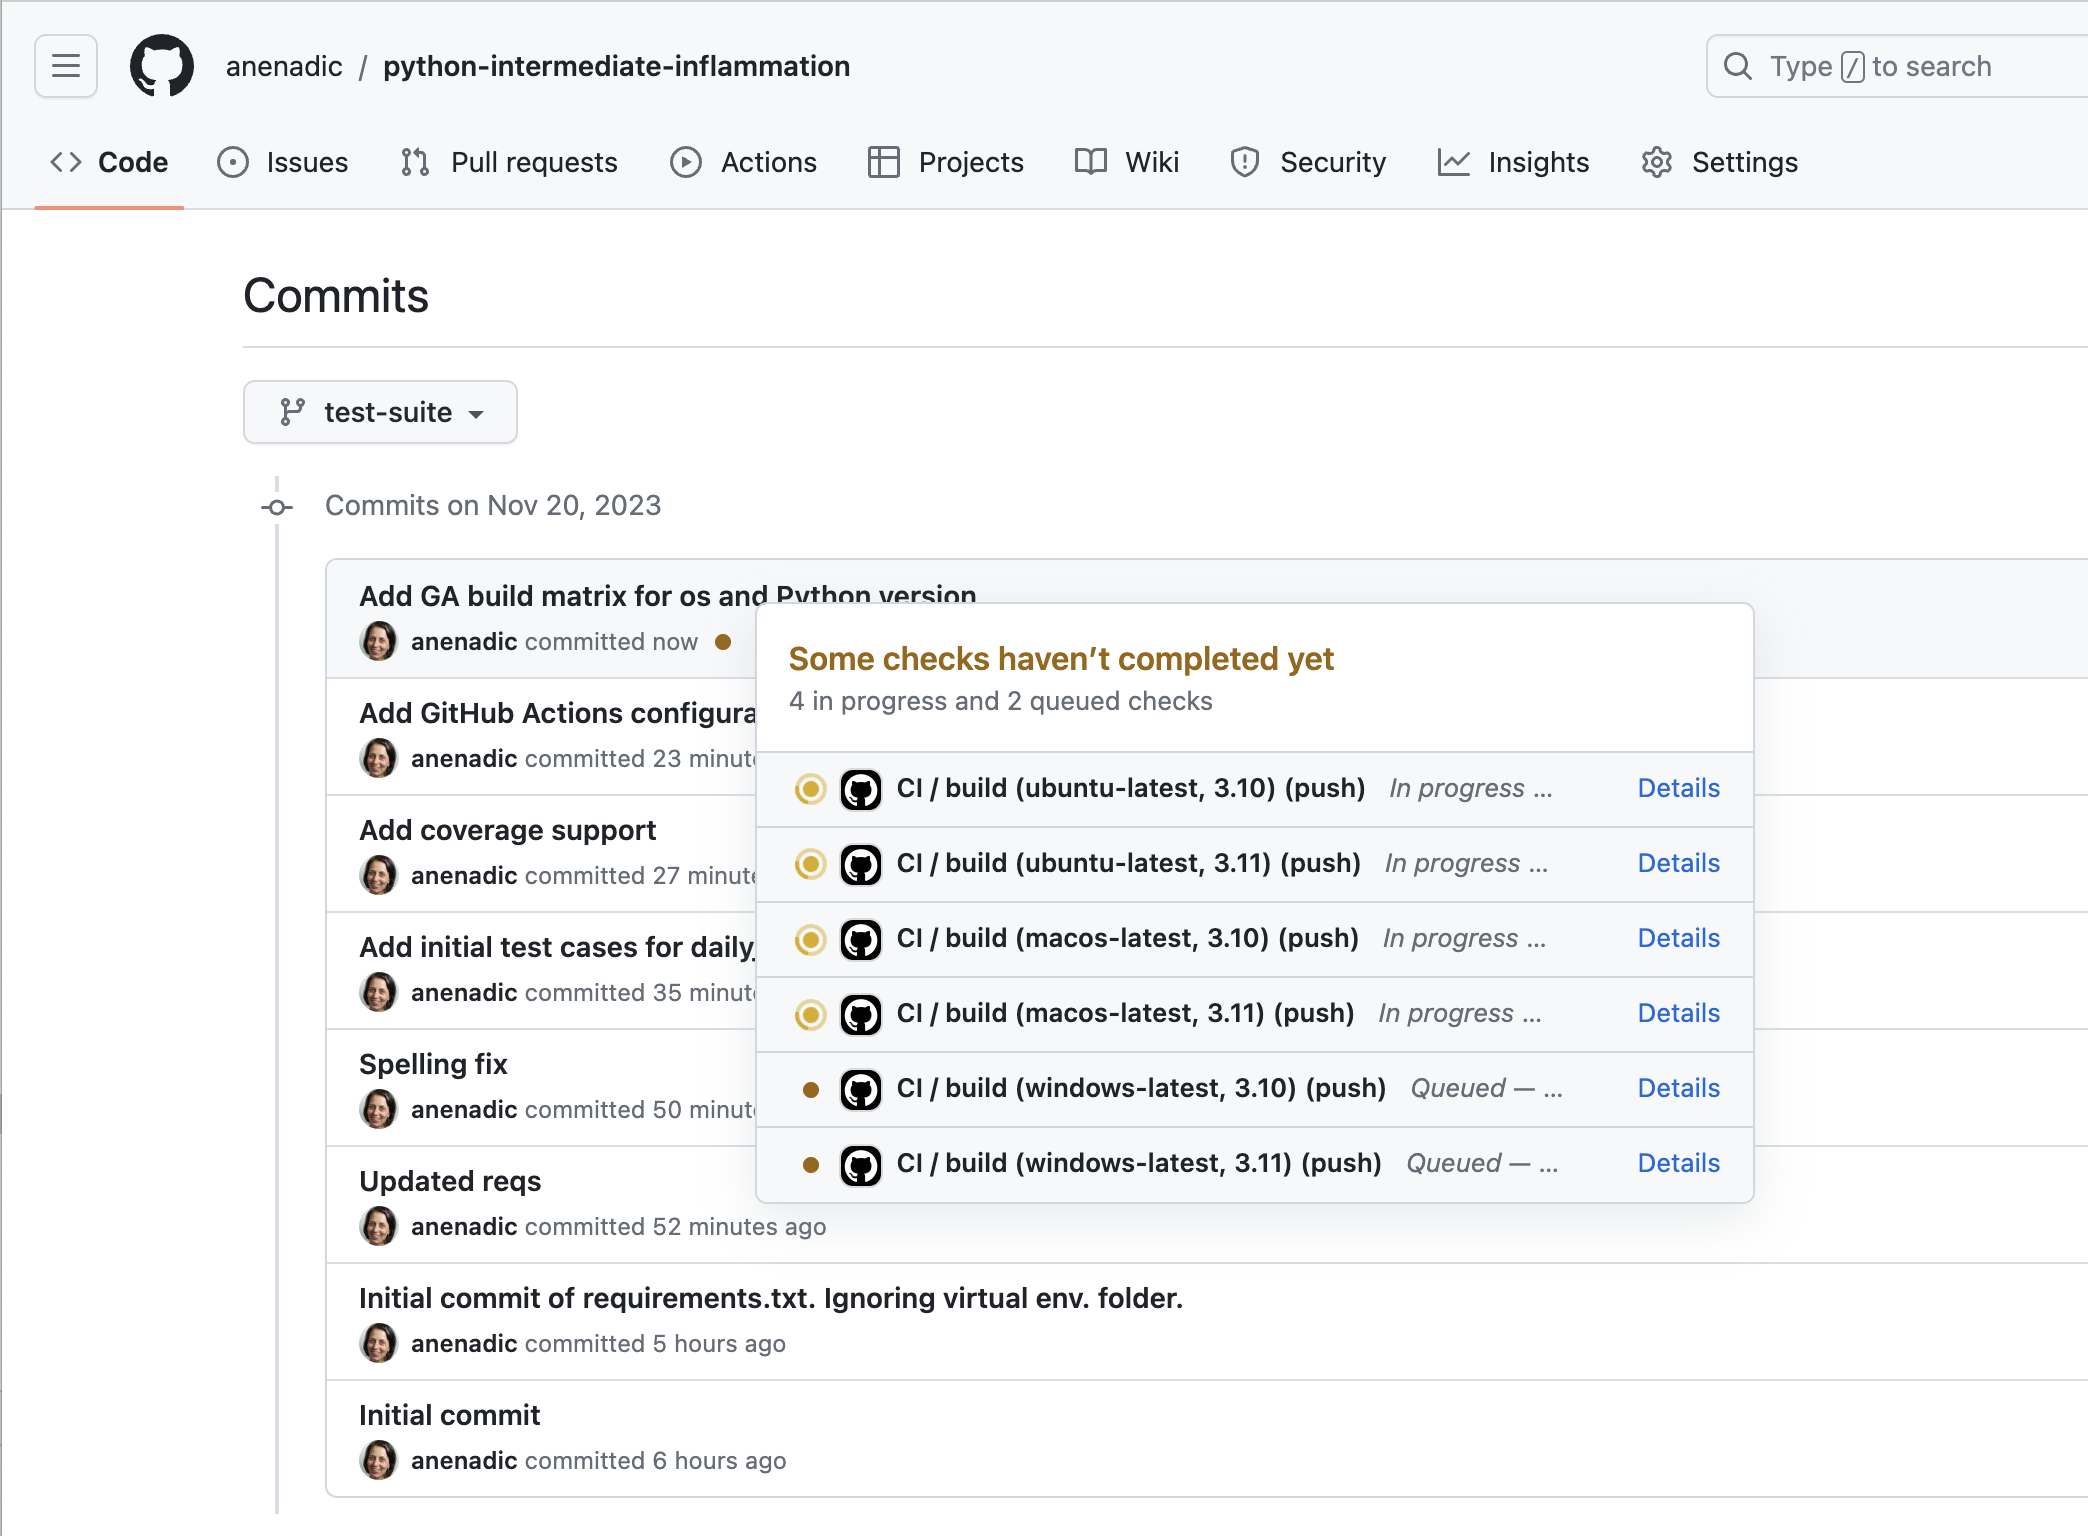 anenadic / python-intermediate-inflammation
Type / to search
Code Issues Pull requests Actions Projects Wiki Security Insights Settings
Commits
test-suite
Commits on Nov 20, 2023
Add GA build matrix for os and Python version
anenadic committed now
Some checks haven’t completed yet
4 in progress and 2 queued checks
CI / build (ubuntu-latest, 3.10) (push) In progress ... Details
CI / build (ubuntu-latest, 3.11) (push) In progress ... Details
CI / build (macos-latest, 3.10) (push) In progress ... Details
CI / build (macos-latest, 3.11) (push) In progress ... Details
CI / build (windows-latest, 3.10) (push) Queued — ... Details
CI / build (windows-latest, 3.11) (push) Queued — ... Details
Add GitHub Actions configura
anenadic committed 23 minut
Add coverage support
anenadic committed 27 minut
Add initial test cases for daily_
anenadic committed 35 minut
Spelling fix
anenadic committed 50 minut
Updated reqs
anenadic committed 52 minutes ago
Initial commit of requirements.txt. Ignoring virtual env. folder.
anenadic committed 5 hours ago
Initial commit
anenadic committed 6 hours ago